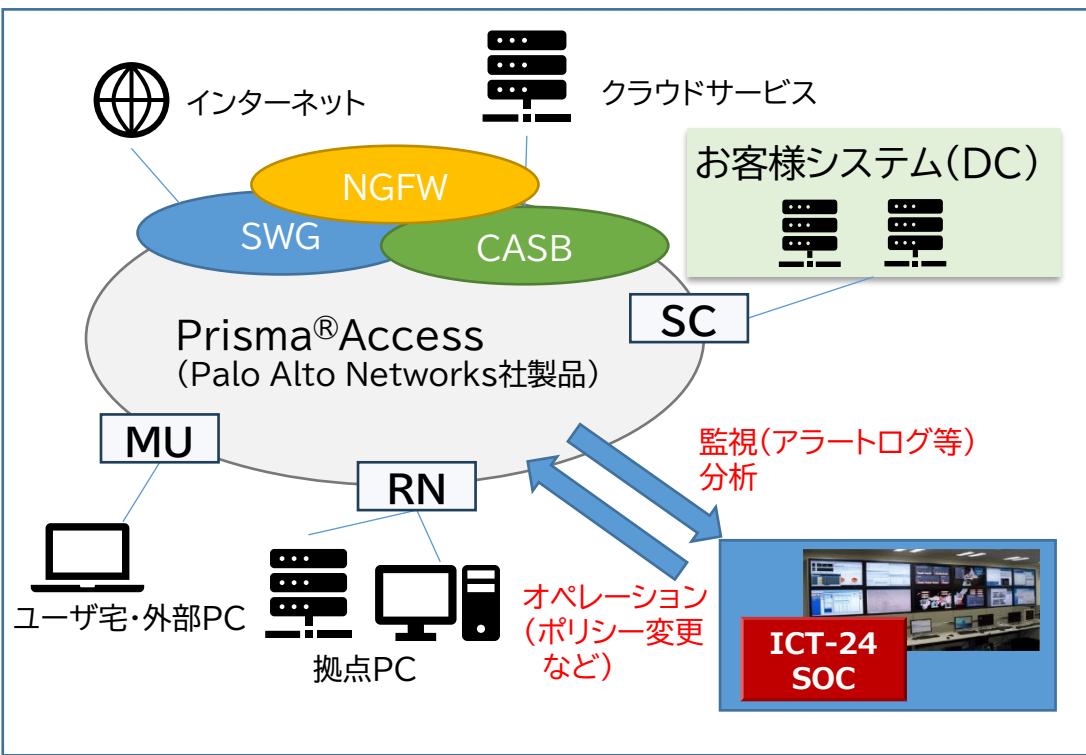 インターネット
クラウドサービス
お客様システム(DC)
NGFW
SWG
CASB
SC
Prisma®Access
(Palo Alto Networks社製品)
MU
RN
監視(アラートログ等)
分析
ユーザ宅・外部PC
拠点PC
オペレーション
(ポリシー変更
など)
ICT-24
SOC